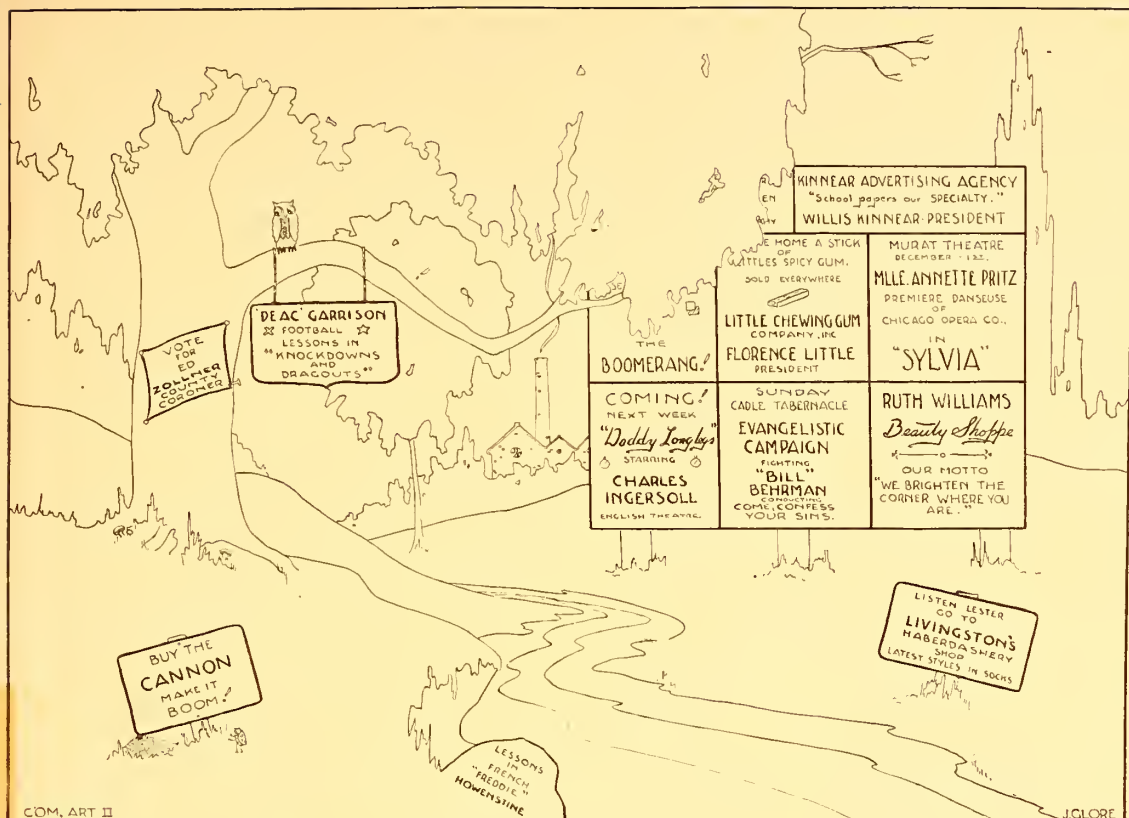 KINNEAR ADVERTISING AGENCY
"School papers our SPECIALTY."
WILLIS KINNEAR-PRESIDENT
HOME A STICK
OF
SPICY GUM.
SOLD EVERYWHERE
LITTLE CHEWING GUM
COMPANY, INC
FLORENCE LITTLE
PRESIDENT
MURAT THEATRE
DECEMBER - 1ST.
MLLE. ANNETTE PRITZ
PREMIERE DANSEUSE
OF
CHICAGO OPERA CO.,
IN
"SYLVIA"
THE
BOOMERANG!
COMING!
NEXT WEEK
"Daddy Longlegs"
STARRING
CHARLES
INGERSOLL
ENGLISH THEATRE.
SUNDAY
CADLE TABERNACLE
EVANGELISTIC
CAMPAIGN
FIGHTING
"BILL"
BEHRMAN
CONDUCTING
COME, CONFESS
YOUR SINS.
RUTH WILLIAMS
Beauty Shoppe
OUR MOTTO
"WE BRIGHTEN THE
CORNER WHERE YOU
ARE."
'DEAC' GARRISON
FOOTBALL
LESSONS IN
"KNOCKDOWNS
AND
DRAGOUTS"
VOTE
FOR
ED
ZOLLNER
COUNTY
CORONER
BUY THE
CANNON
MAKE IT
BOOM!
LISTEN LESTER
GO TO
LIVINGSTON'S
HABERDASHERY
SHOP
LATEST STYLES IN SOCKS
LESSONS
IN
FRENCH
"FREDDIE"
HOWENSTINE
COM. ART II
J.GLORE